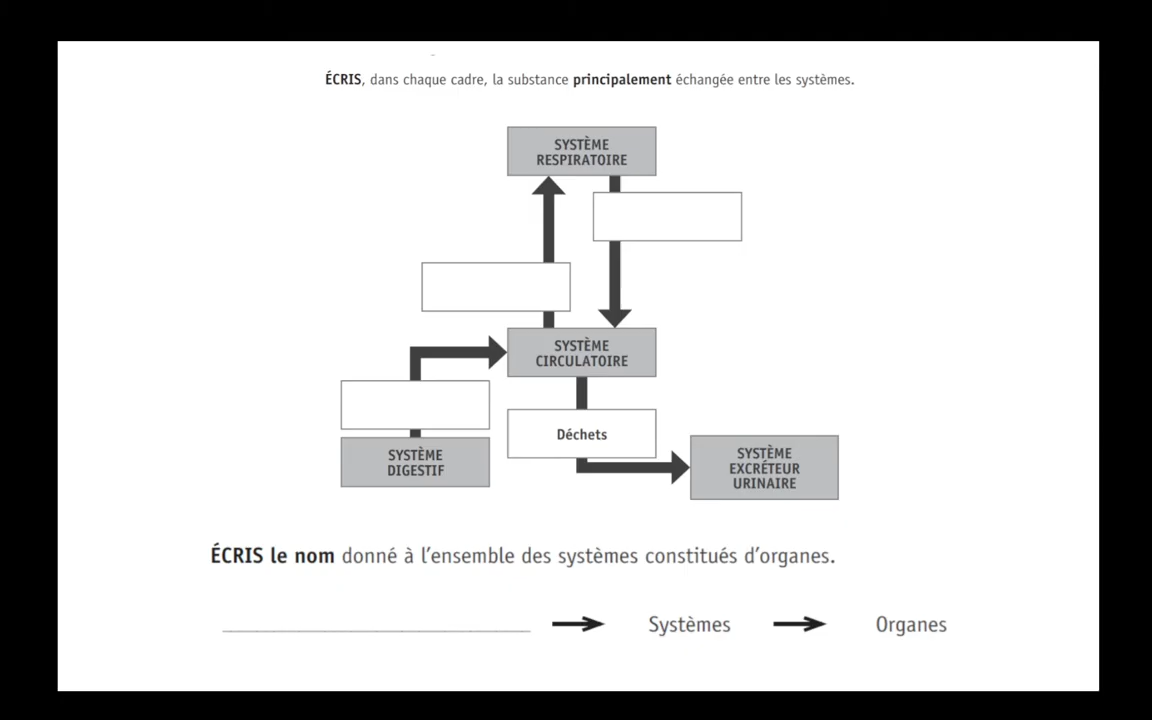 ÉCRIS, dans chaque cadre, la substance principalement échangée entre les systèmes.
SYSTÈME
RESPIRATOIRE
SYSTÈME
CIRCULATOIRE
Déchets
SYSTÈME
DIGESTIF
SYSTÈME
EXCRÉTEUR
URINAIRE
ÉCRIS le nom donné à l'ensemble des systèmes constitués d'organes.
Systèmes
Organes